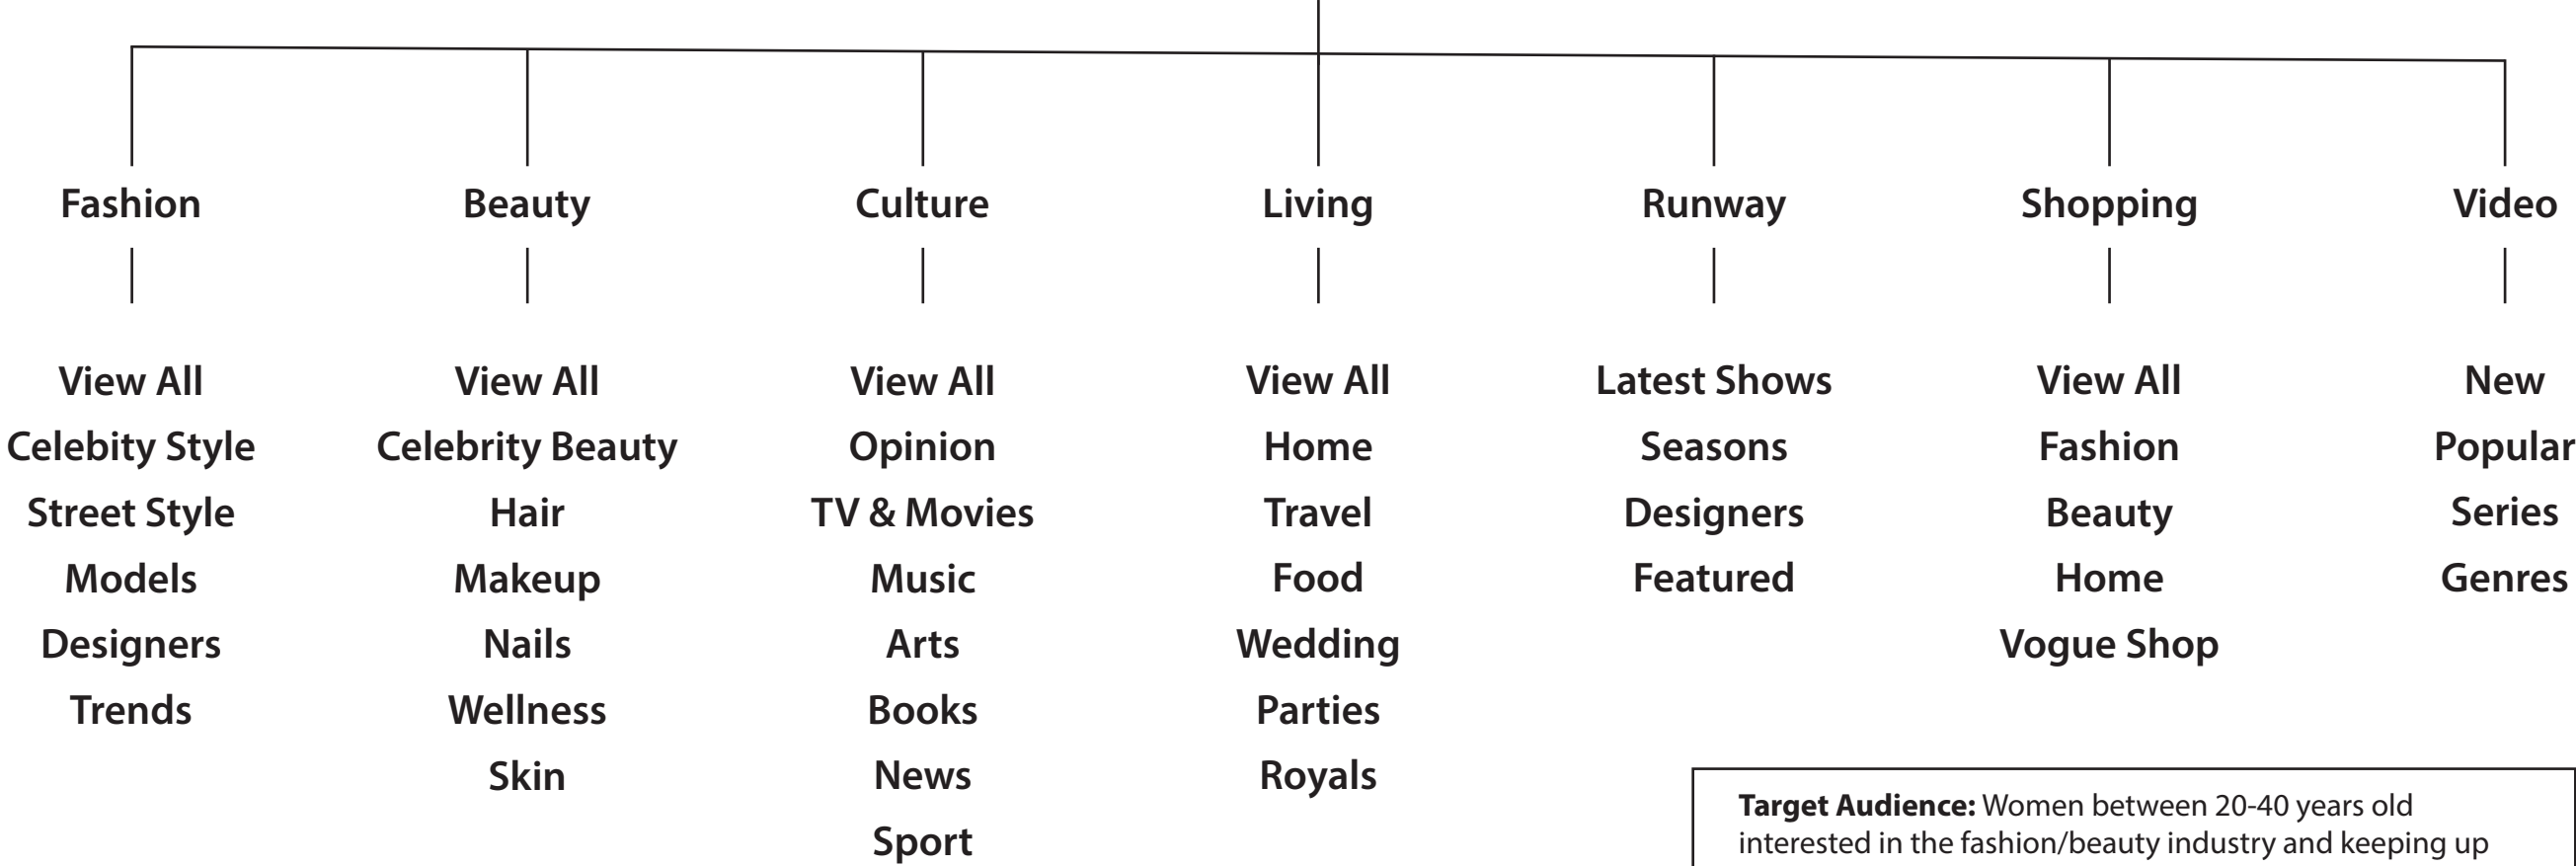 Fashion
Beauty
Culture
Living
Runway
Shopping
Video
View All
Celebity Style
Street Style
Models
Designers
Trends
View All
Celebrity Beauty
Hair
Makeup
Nails
Wellness
Skin
View All
Opinion
TV & Movies
Music
Arts
Books
News
Sport
View All
Home
Travel
Food
Wedding
Parties
Royals
Latest Shows
Seasons
Designers
Featured
View All
Fashion
Beauty
Home
Vogue Shop
New
Popular
Series
Genres
Target Audience: Women between 20-40 years old
interested in the fashion/beauty industry and keeping up